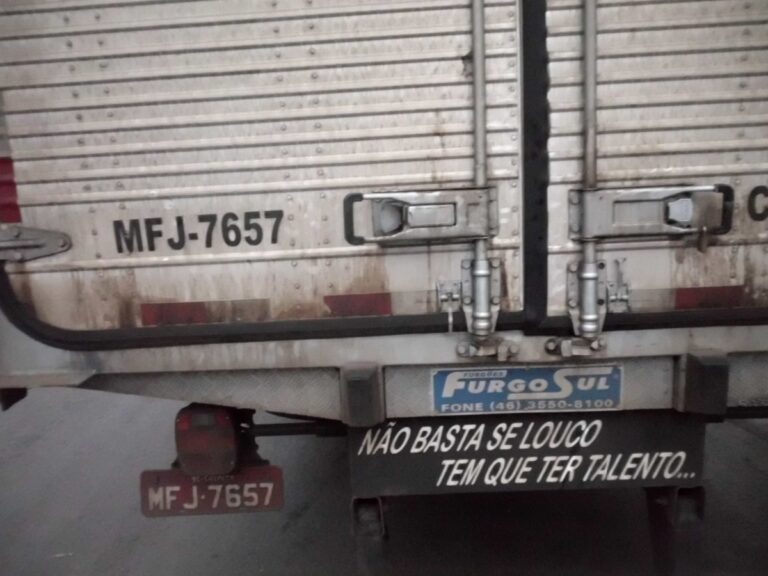 MFJ-7657
C
FURGÕES
FURGOSUL
FONE (46) 3550-8100
NÃO BASTA SE LOUCO
TEM QUE TER TALENTO...
MFJ·7657